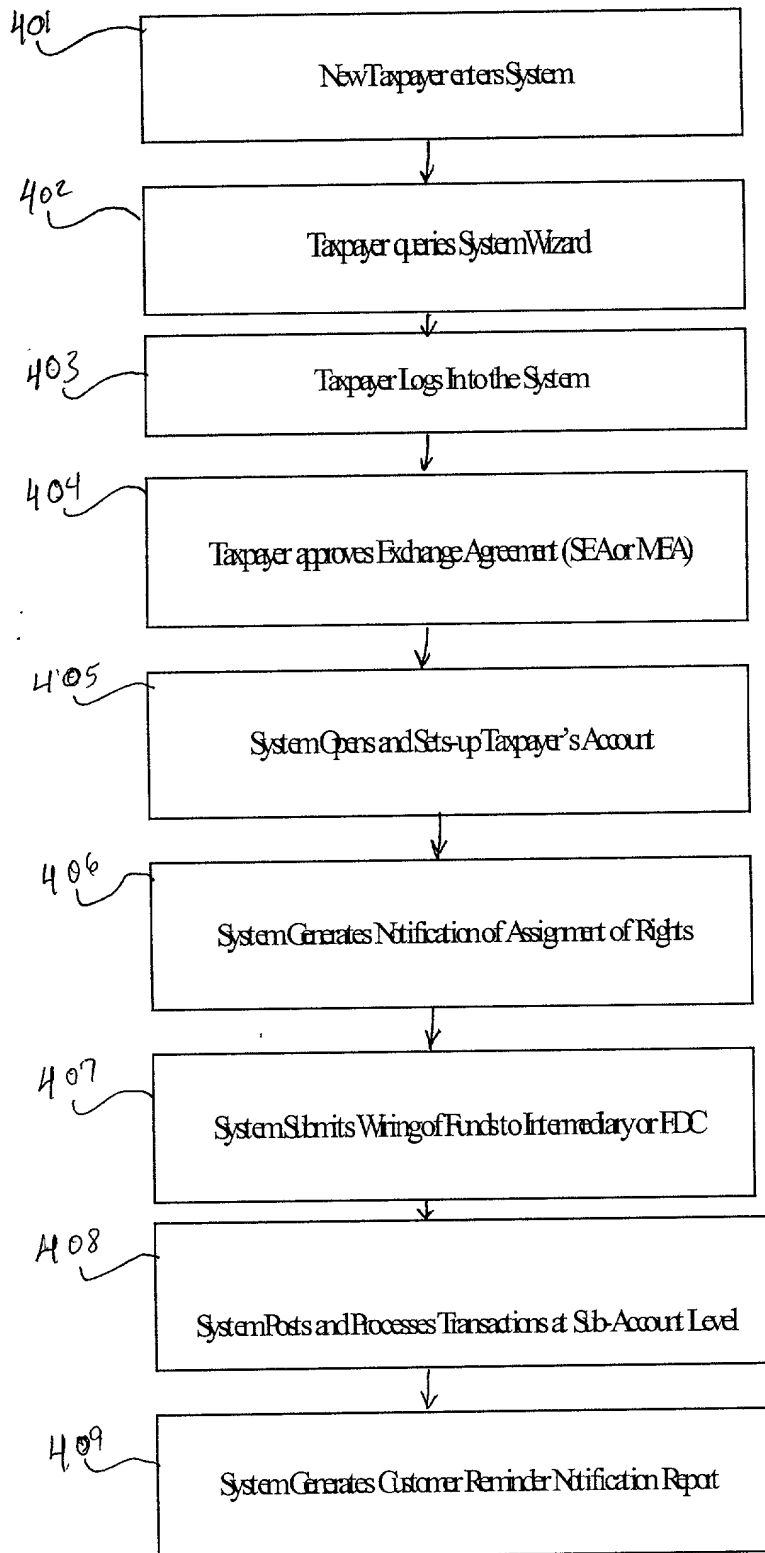 401
New Taxpayer enters System
402
Taxpayer queries System Wizard
403
Taxpayer Logs Into the System
404
Taxpayer approves Exchange Agreement (SEA or MEA)
405
System Opens and Sets-up Taxpayer's Account
406
System Generates Notification of Assignment of Rights
407
System Submits Wiring of Funds to Intermediary or FDC
408
System Posts and Processes Transactions at Sub-Account Level
409
System Generates Customer Reminder Notification Report